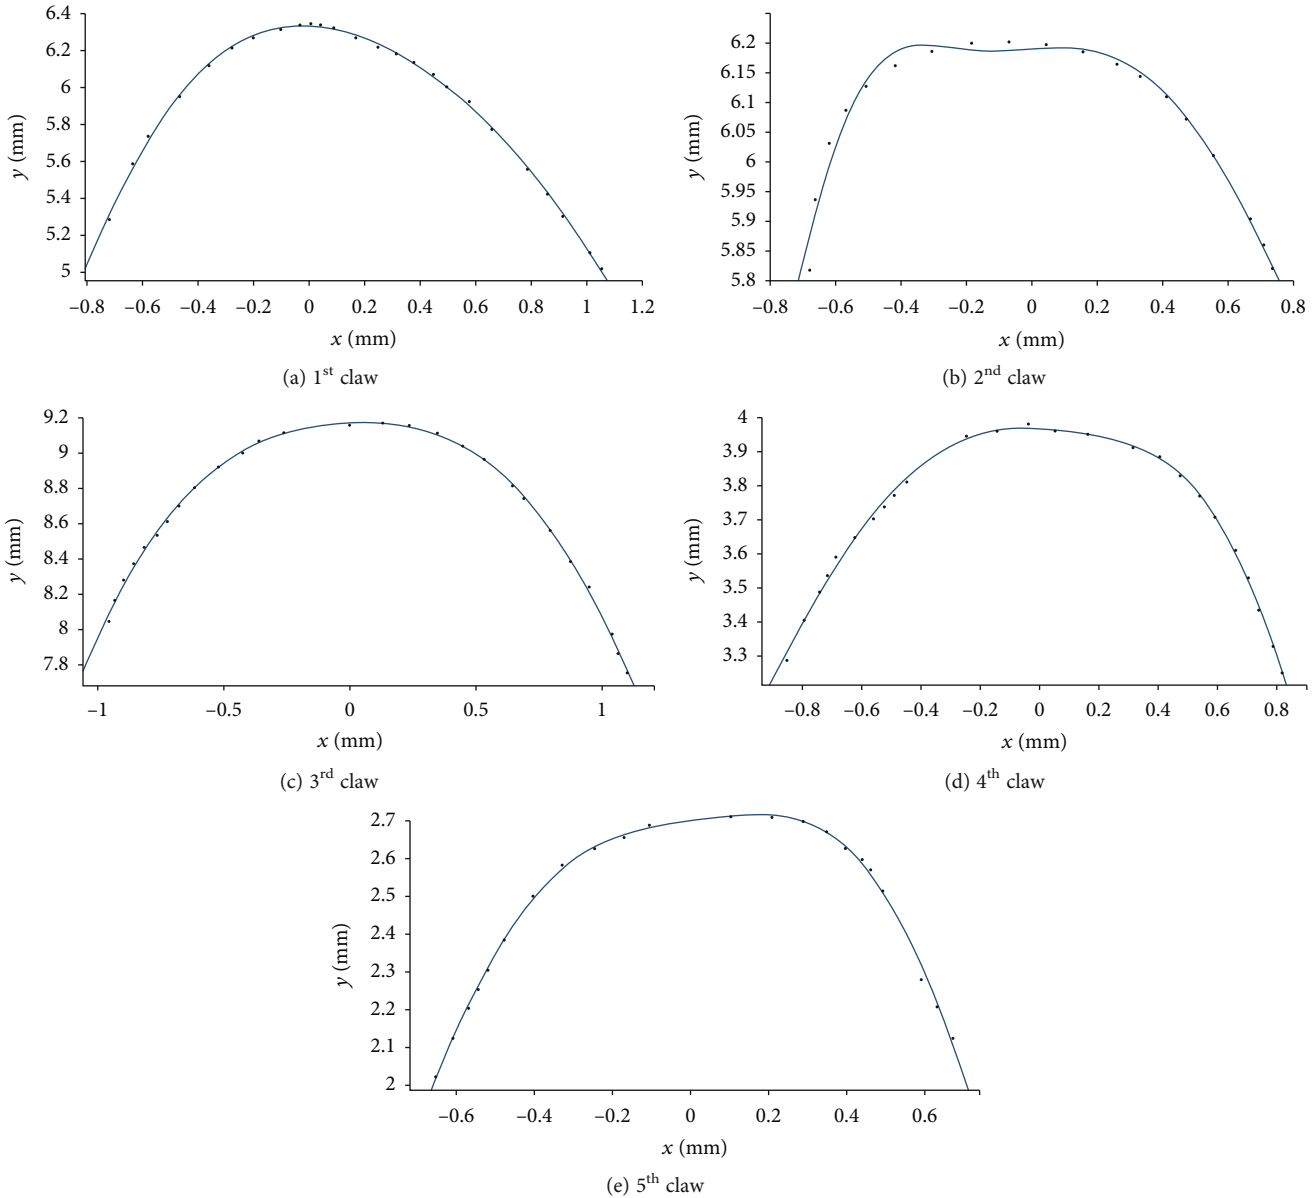 6.4
6.2
6
5.8
5.6
5.4
5.2
5
y (mm)
–0.8 –0.6 –0.4 –0.2 0 0.2 0.4 0.6 0.8 1 1.2
x (mm)
(a) 1st claw
6.2
6.15
6.1
6.05
6
5.95
5.9
5.85
5.8
y (mm)
–0.8 –0.6 –0.4 –0.2 0 0.2 0.4 0.6 0.8
x (mm)
(b) 2nd claw
9.2
9
8.8
8.6
8.4
8.2
8
7.8
y (mm)
–1 –0.5 0 0.5 1
x (mm)
(c) 3rd claw
4
3.9
3.8
3.7
3.6
3.5
3.4
3.3
y (mm)
–0.8 –0.6 –0.4 –0.2 0 0.2 0.4 0.6 0.8
x (mm)
(d) 4th claw
2.7
2.6
2.5
2.4
2.3
2.2
2.1
2
y (mm)
–0.6 –0.4 –0.2 0 0.2 0.4 0.6
x (mm)
(e) 5th claw